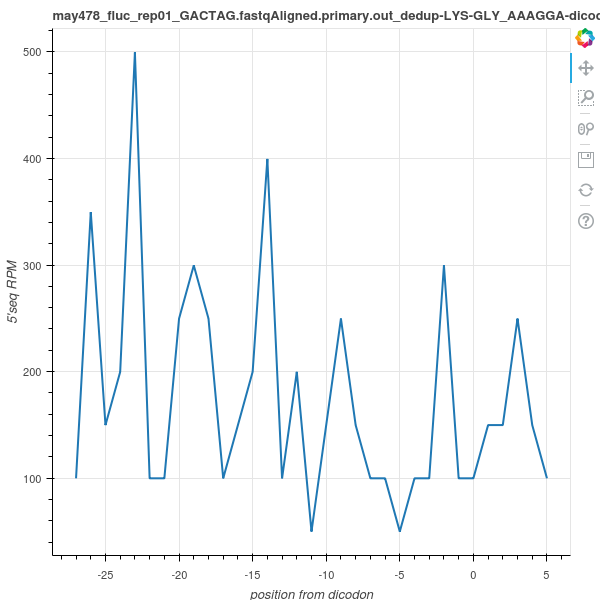 may478_fluc_rep01_GACTAG.fastqAligned.primary.out_dedup-LYS-GLY_AAAGGA-dicoc
500
400
300
200
100
5'seq RPM
-25 -20 -15 -10 -5 0 5
position from dicodon